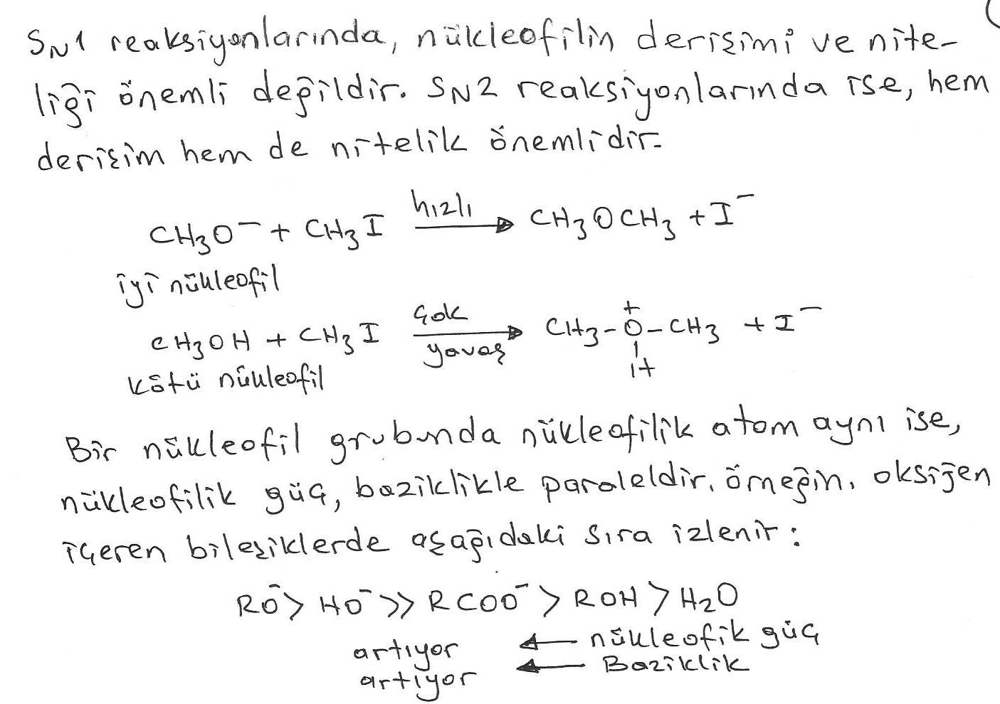 SN1 reaksiyonlarında, nükleofilin derişimi ve nite-
liği önemli değildir. SN2 reaksiyonlarında ise, hem
derişim hem de nitelik önemlidir.
CH₃O⁻ + CH₃I hızlı → CH₃OCH₃ + I⁻
iyi nükleofil
CH₃OH + CH₃I çok yavaş → CH₃-O⁺-CH₃ + I⁻
H
kötü nükleofil
Bir nükleofil grubunda nükleofilik atom aynı ise,
nükleofilik güç, baziklikle paraleldir. örneğin, oksijen
içeren bileşiklerde aşağıdaki sıra izlenir:
RO⁻ > HO⁻ >> RCOO⁻ > ROH > H₂O
artıyor ← nükleofik güç
artıyor ← Baziklik